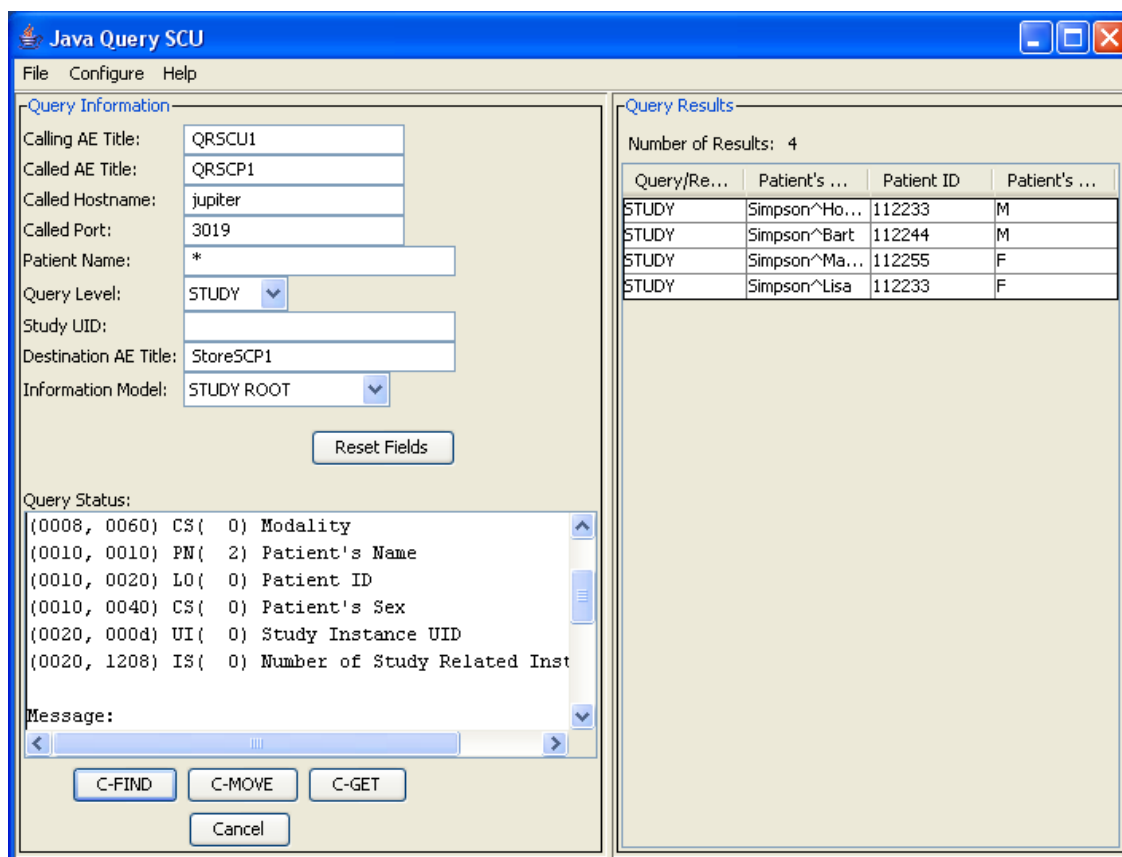 Java Query SCU
File Configure Help
Query Information
Calling AE Title: QRSCU1
Called AE Title: QRSCP1
Called Hostname: jupiter
Called Port: 3019
Patient Name: *
Query Level: STUDY
Study UID:
Destination AE Title: StoreSCP1
Information Model: STUDY ROOT
Reset Fields
Query Status:
(0008, 0060) CS(  0) Modality
(0010, 0010) PN(  2) Patient's Name
(0010, 0020) LO(  0) Patient ID
(0010, 0040) CS(  0) Patient's Sex
(0020, 000d) UI(  0) Study Instance UID
(0020, 1208) IS(  0) Number of Study Related Inst
Message:
C-FIND C-MOVE C-GET
Cancel
Query Results
Number of Results: 4
Query/Re... Patient's ... Patient ID Patient's ...
STUDY Simpson^Ho... 112233 M
STUDY Simpson^Bart 112244 M
STUDY Simpson^Ma... 112255 F
STUDY Simpson^Lisa 112233 F